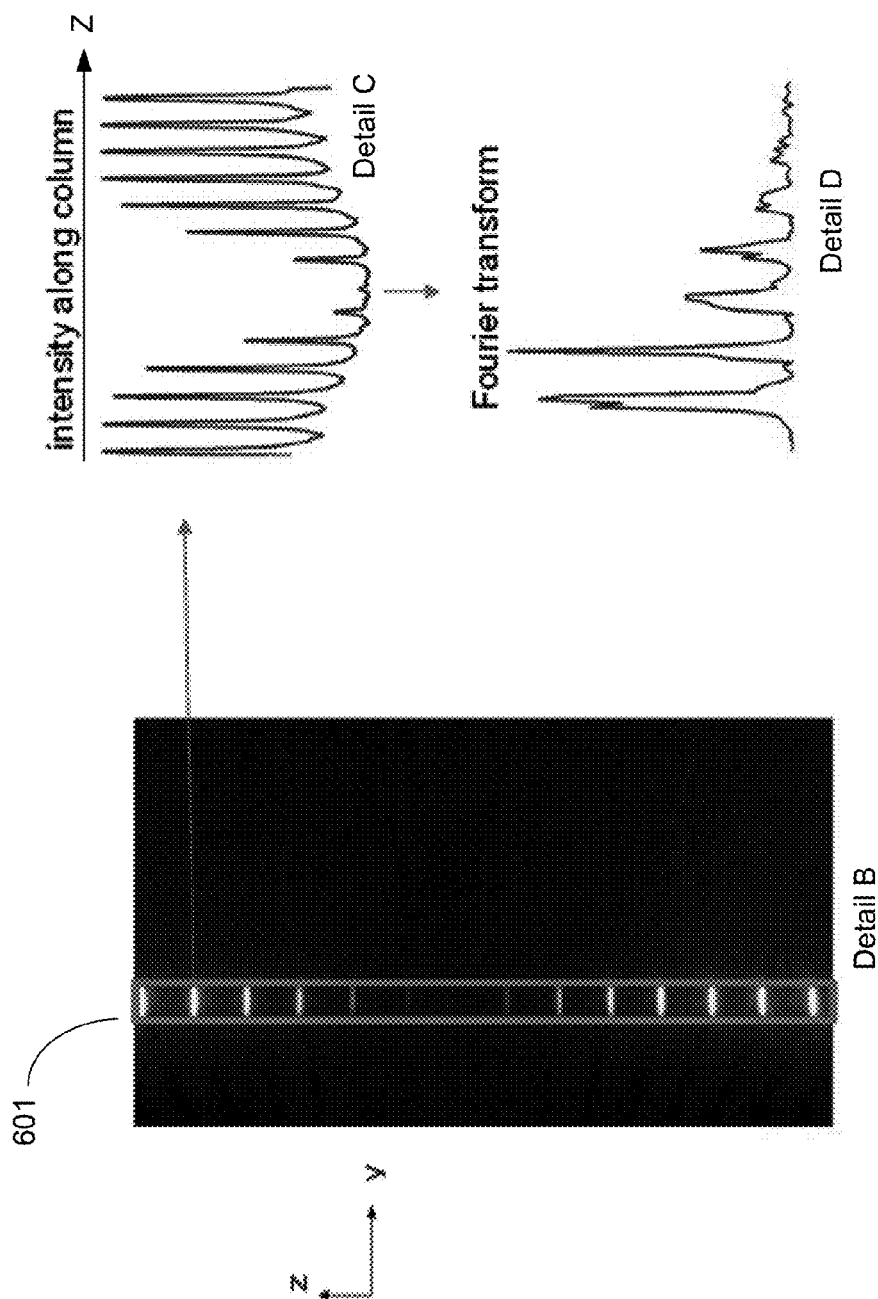 601
z
y
Detail B
intensity along column
Z
Detail C
Fourier transform
Detail D